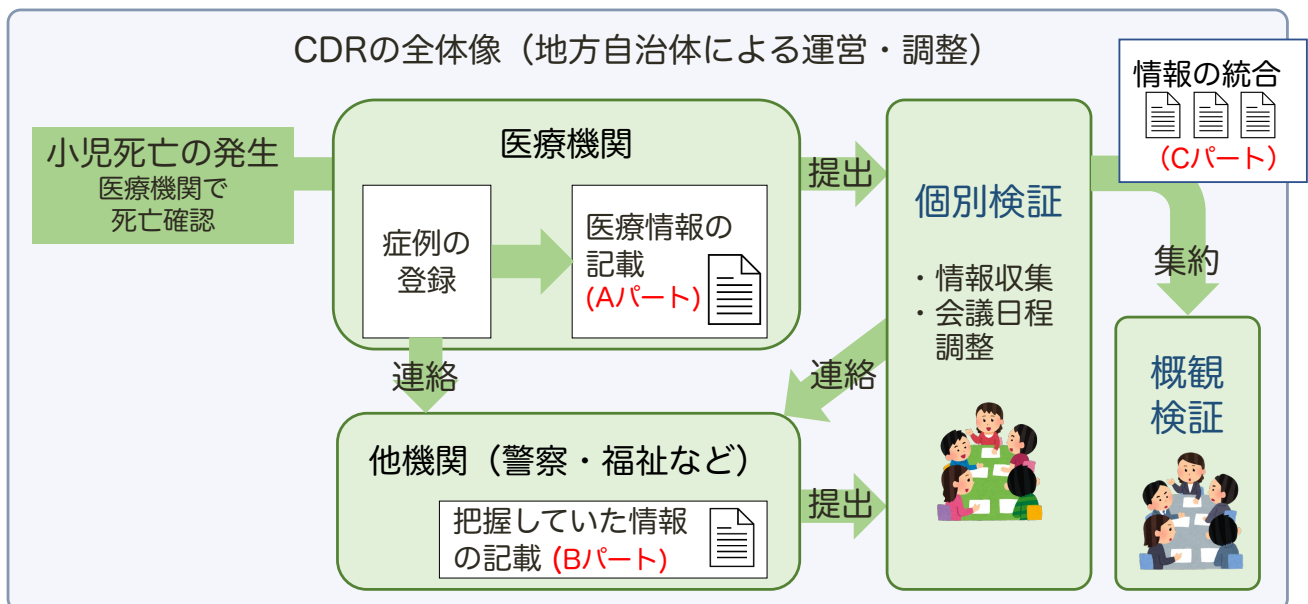 CDRの全体像（地方自治体による運営・調整）
小児死亡の発生
医療機関で
死亡確認
医療機関
症例の
登録
医療情報の
記載
(Aパート)
提出
連絡
他機関（警察・福祉など）
把握していた情報
の記載 (Bパート)
提出
連絡
個別検証
・情報収集
・会議日程
調整
情報の統合
(Cパート)
集約
概観
検証